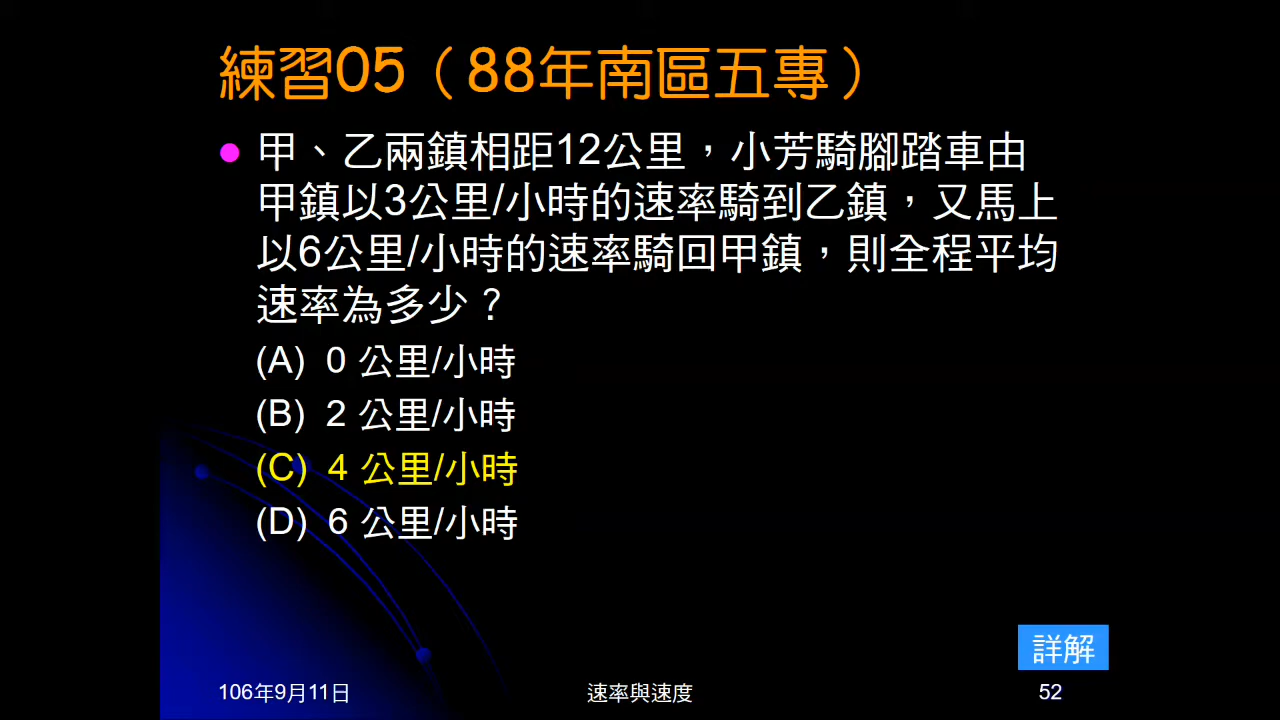 練習05（88年南區五專）
甲、乙兩鎮相距12公里，小芳騎腳踏車由
甲鎮以3公里/小時的速率騎到乙鎮，又馬上
以6公里/小時的速率騎回甲鎮，則全程平均
速率為多少？
(A) 0 公里/小時
(B) 2 公里/小時
(C) 4 公里/小時
(D) 6 公里/小時
詳解
106年9月11日
速率與速度
52